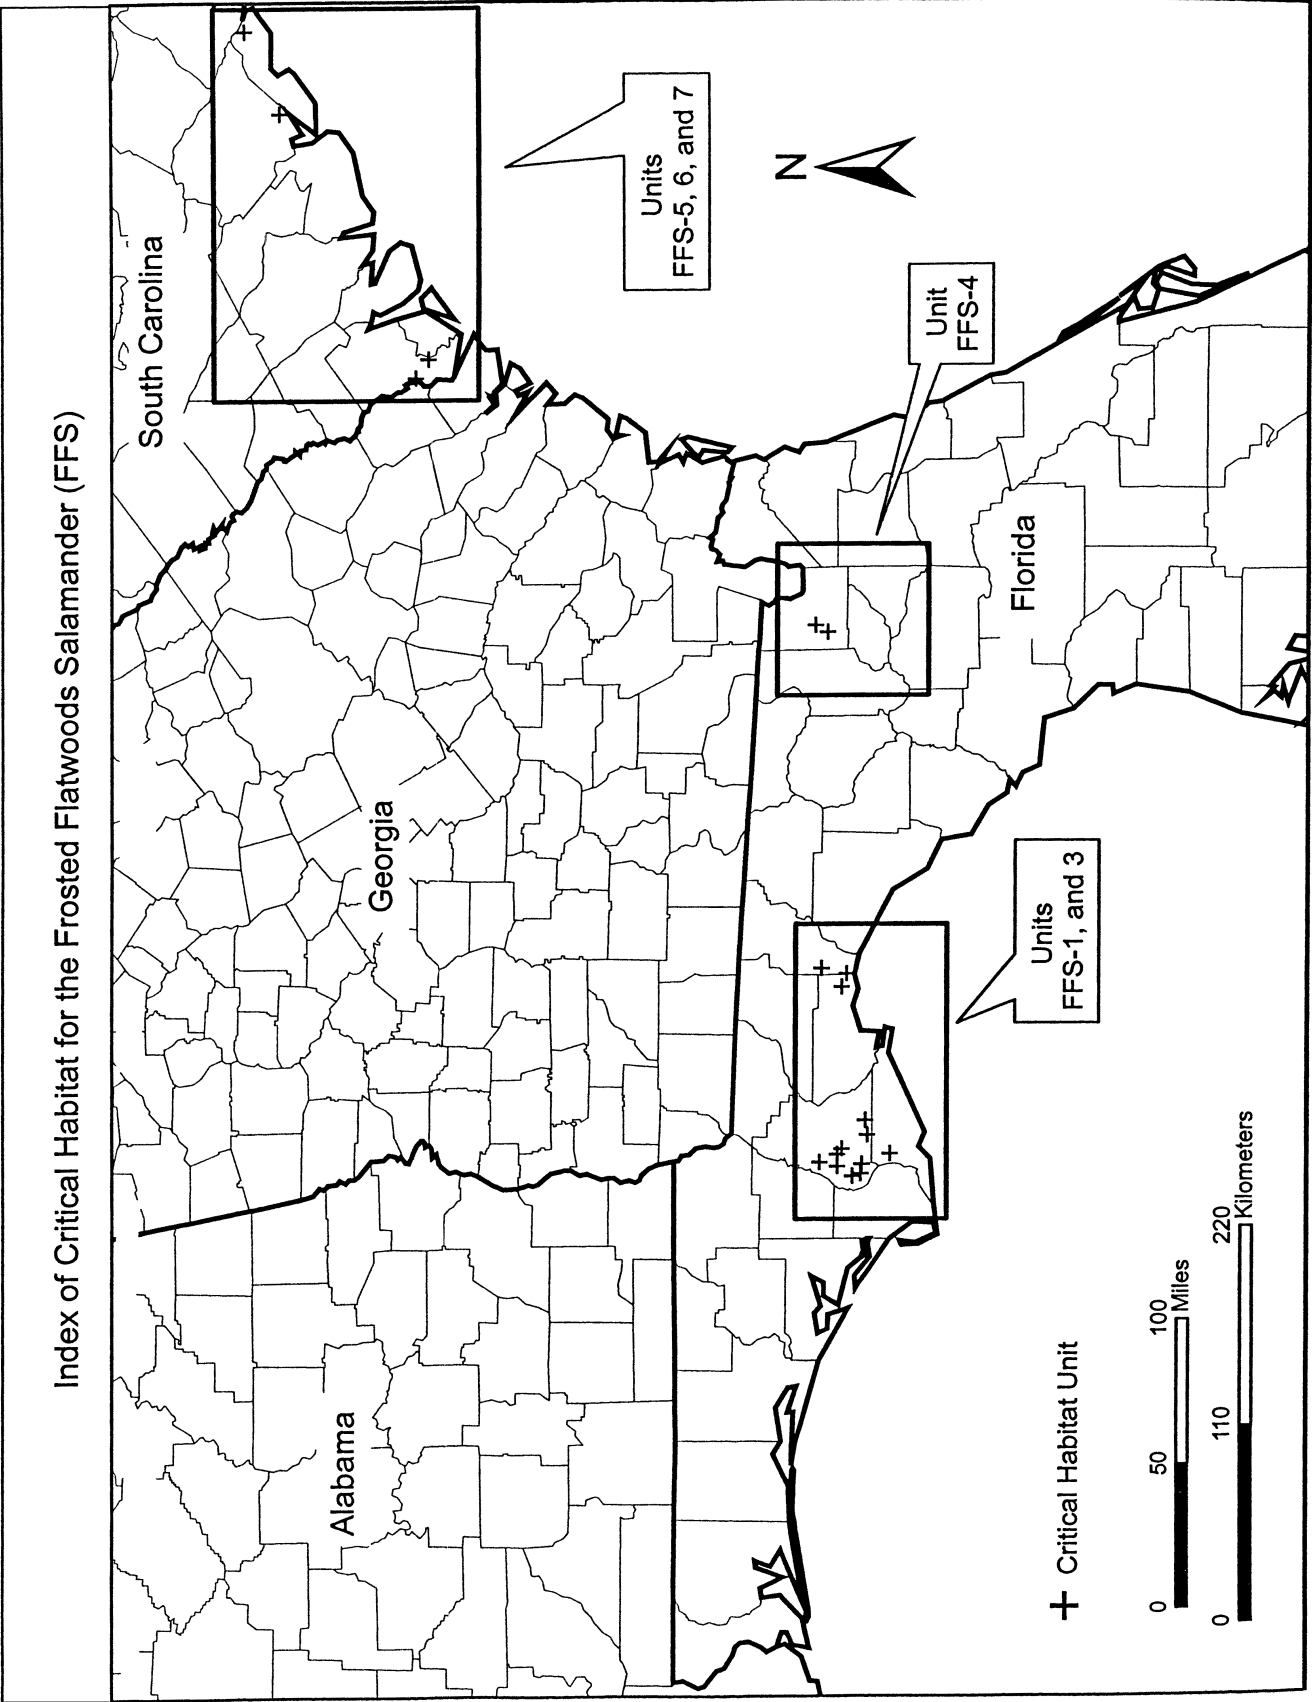 Index of Critical Habitat for the Frosted Flatwoods Salamander (FFS)
South Carolina
Georgia
Alabama
Florida
Units
FFS-5, 6, and 7
N
Unit
FFS-4
Units
FFS-1, and 3
Critical Habitat Unit
0 50 100
Miles
0 110 220
Kilometers